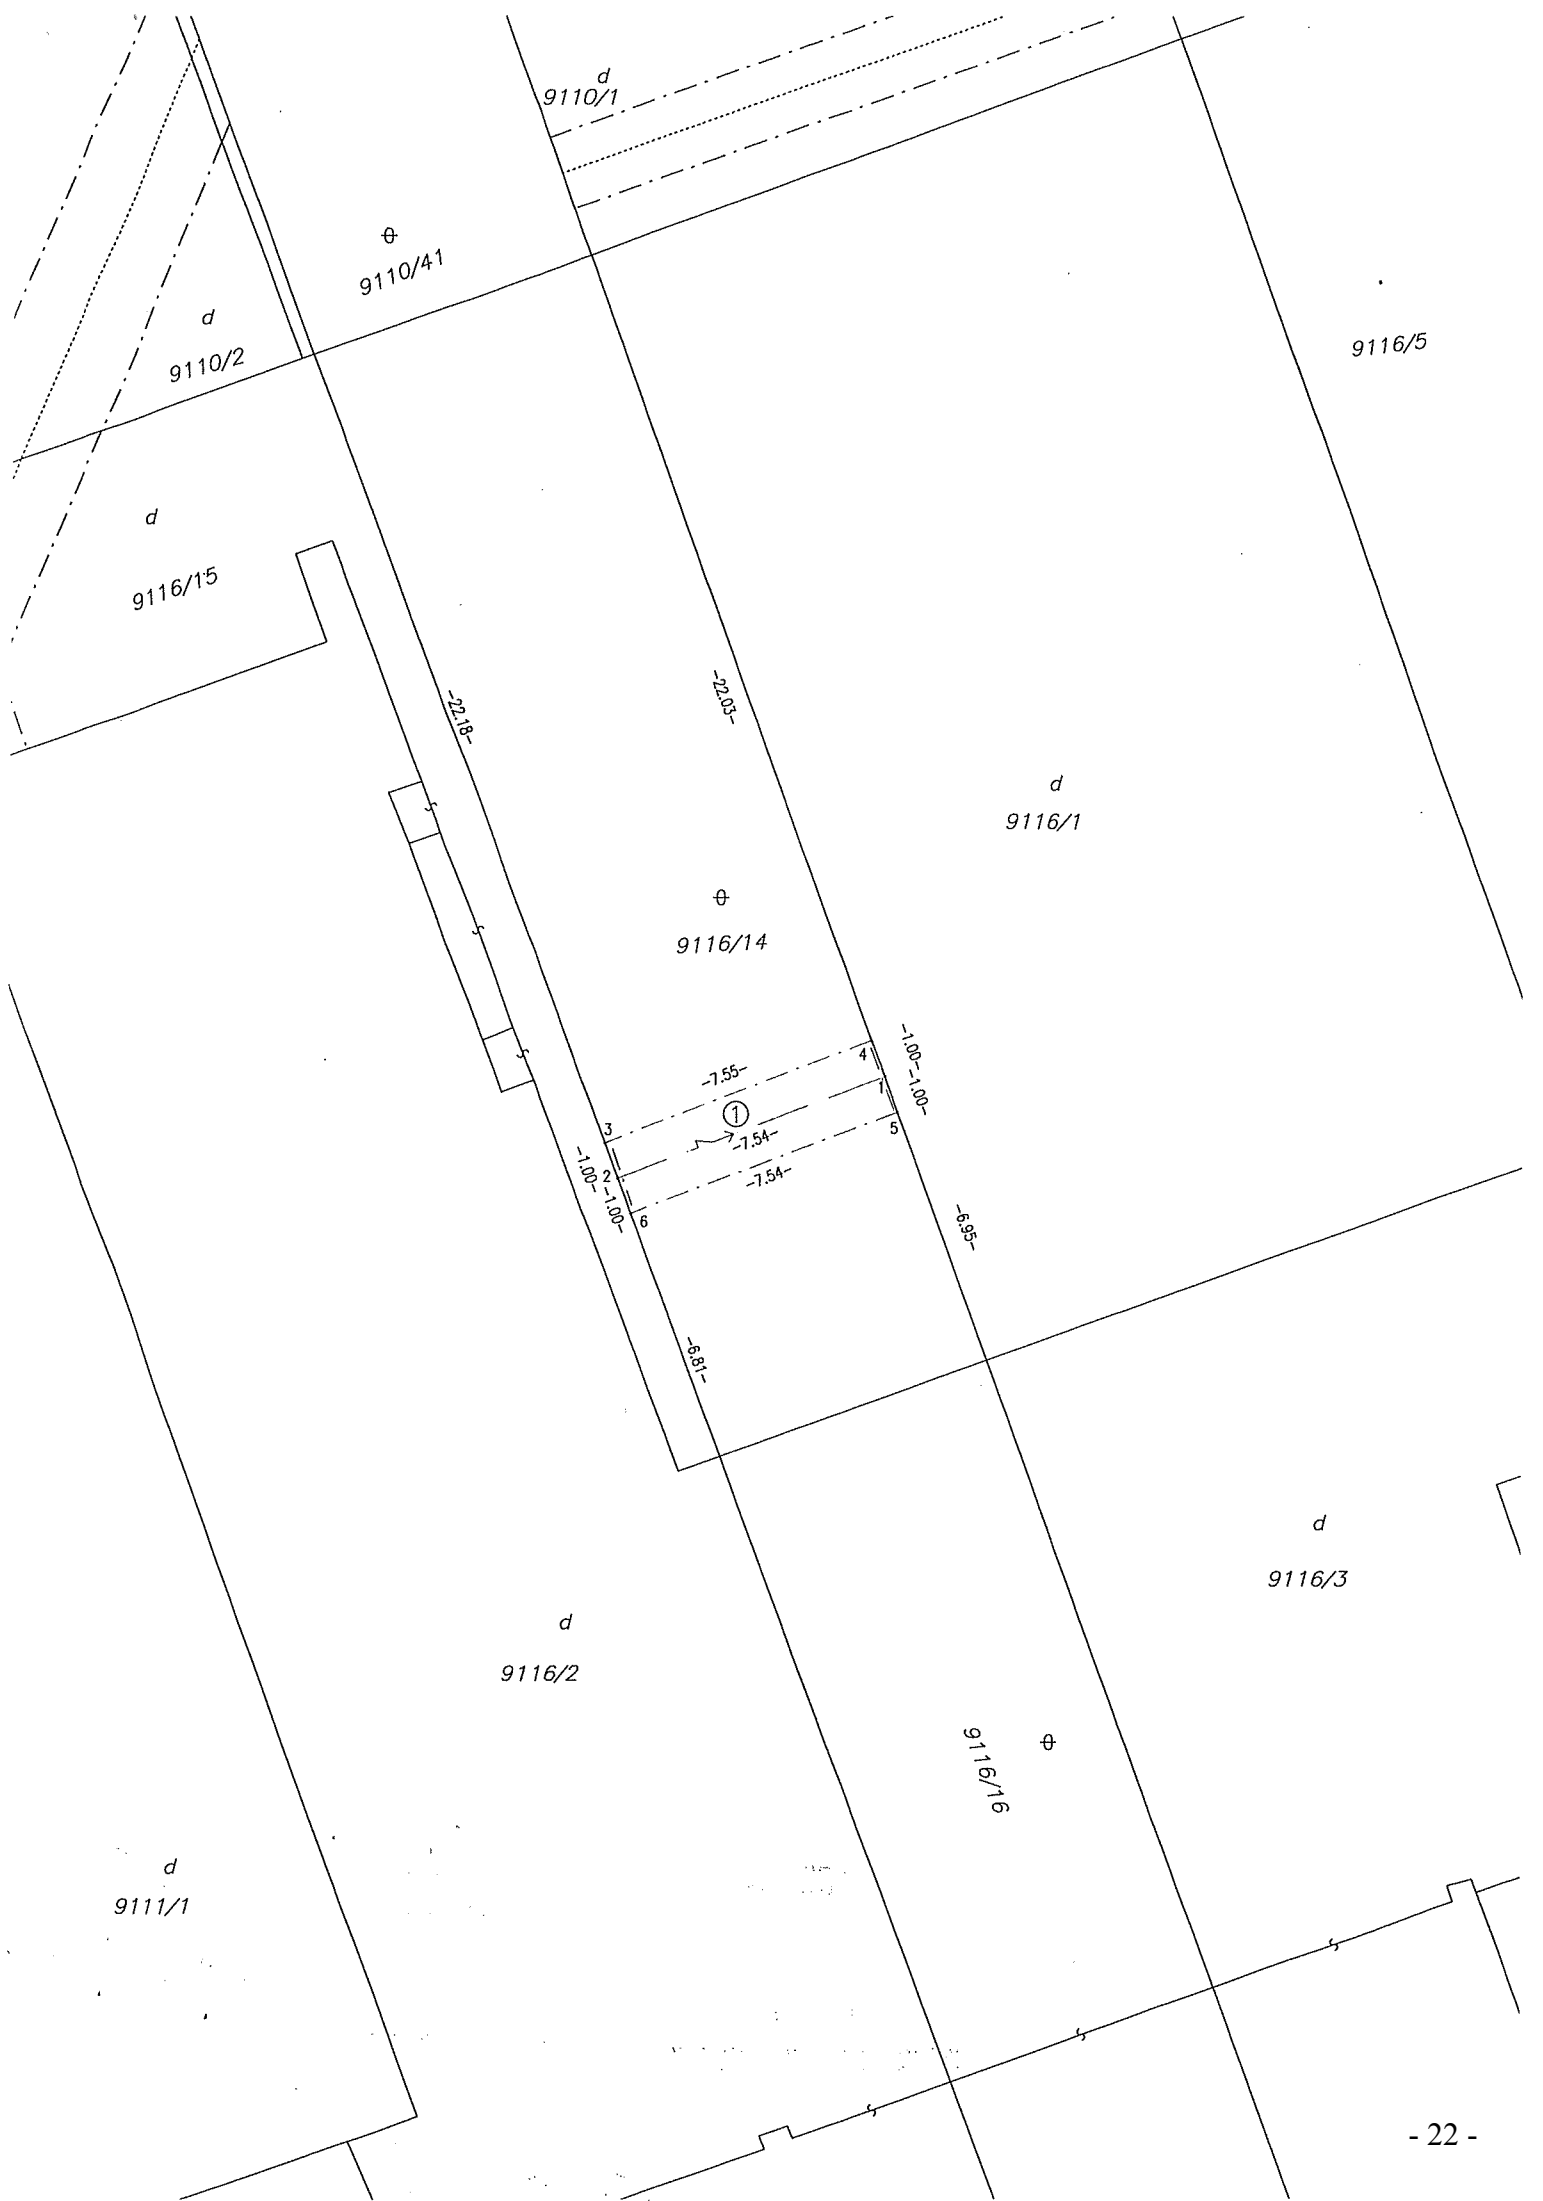 d
9110/1
θ
9110/41
d
9110/2
9116/5
d
9116/15
-22.18-
-22.03-
d
9116/1
θ
9116/14
-7.55-
4
-1.00-
1
-1.00-
3
①
-7.54-
5
-1.00-
2
-1.00-
-7.54-
6
-6.95-
-6.81-
d
9116/3
d
9116/2
9116/16
θ
d
9111/1
- 22 -